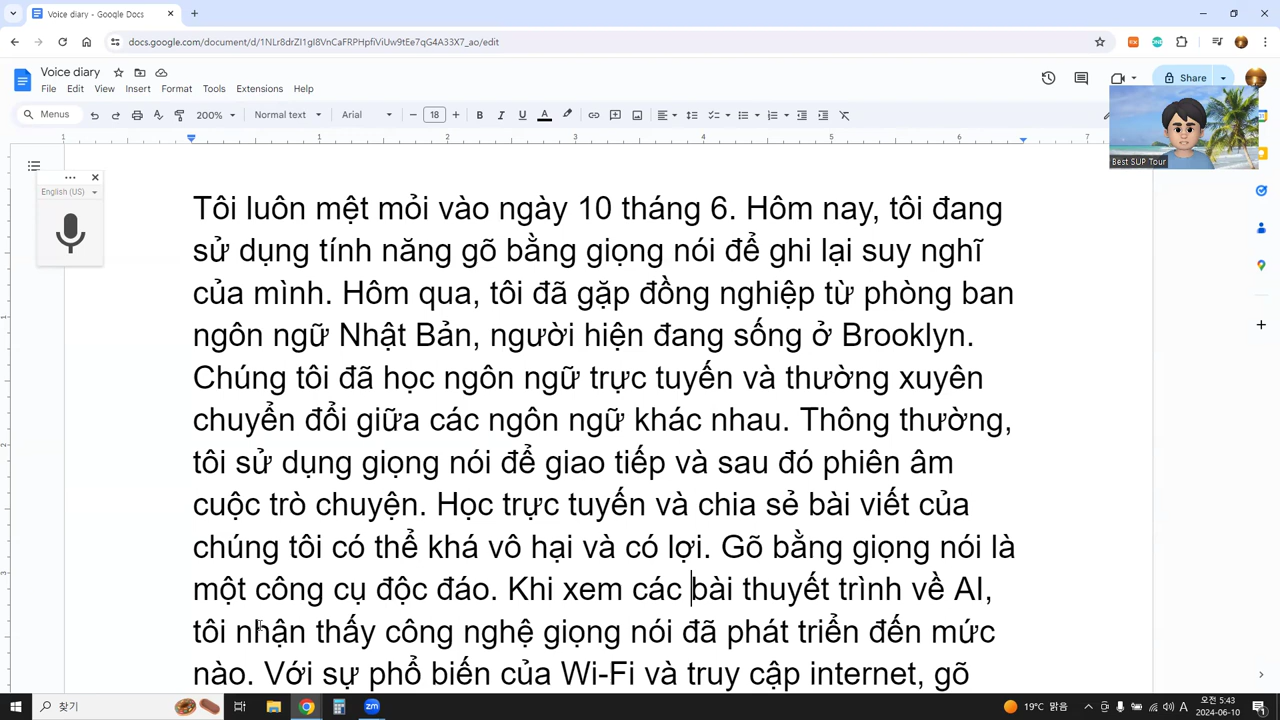 Voice diary - Google Docs
docs.google.com/document/d/1NLr8drZI1gI8VnCaFRPHpfiViUw9tEe7qG4A33X7_ao/edit
Voice diary
Share
File Edit View Insert Format Tools Extensions Help
Menus 200% Normal text Arial 18
Best SUP Tour
English (US)
Tôi luôn mệt mỏi vào ngày 10 tháng 6. Hôm nay, tôi đang
sử dụng tính năng gõ bằng giọng nói để ghi lại suy nghĩ
của mình. Hôm qua, tôi đã gặp đồng nghiệp từ phòng ban
ngôn ngữ Nhật Bản, người hiện đang sống ở Brooklyn.
Chúng tôi đã học ngôn ngữ trực tuyến và thường xuyên
chuyển đổi giữa các ngôn ngữ khác nhau. Thông thường,
tôi sử dụng giọng nói để giao tiếp và sau đó phiên âm
cuộc trò chuyện. Học trực tuyến và chia sẻ bài viết của
chúng tôi có thể khá vô hại và có lợi. Gõ bằng giọng nói là
một công cụ độc đáo. Khi xem các bài thuyết trình về AI,
tôi nhận thấy công nghệ giọng nói đã phát triển đến mức
nào. Với sự phổ biến của Wi-Fi và truy cập internet, gõ
찾기
19°C 맑음
A
오전 5:43
2024-06-10